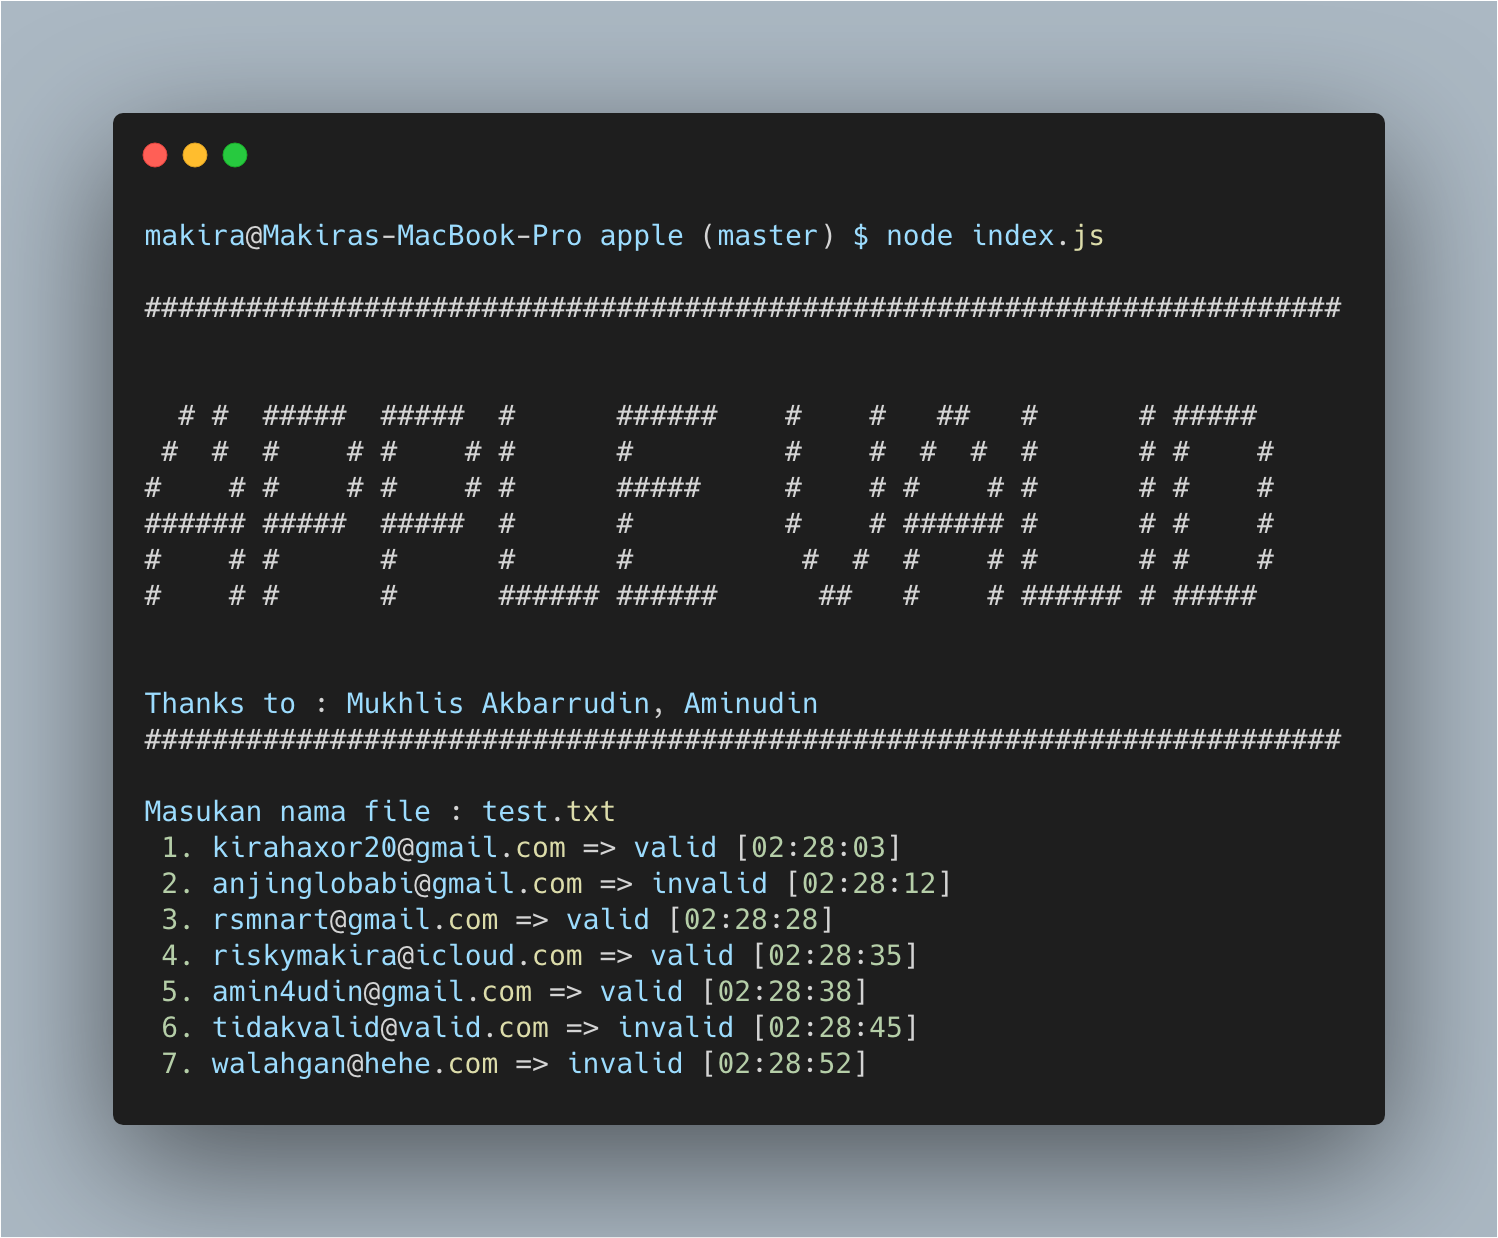 makira@Makiras-MacBook-Pro apple (master) $ node index.js
#######################################################################
  # #  #####  #####  #      ######    #    #   ##   #      # #####
 #  #  #    # #    # #      #         #    #  #  #  #      # #    #
#    # #    # #    # #      #####     #    # #    # #      # #    #
###### #####  #####  #      #         #    # ###### #      # #    #
#    # #      #      #      #          #  #  #    # #      # #    #
#    # #      #      ###### ######      ##   #    # ###### # #####
Thanks to : Mukhlis Akbarrudin, Aminudin
#######################################################################
Masukan nama file : test.txt
1. kirahaxor20@gmail.com => valid [02:28:03]
2. anjinglobabi@gmail.com => invalid [02:28:12]
3. rsmnart@gmail.com => valid [02:28:28]
4. riskymakira@icloud.com => valid [02:28:35]
5. amin4udin@gmail.com => valid [02:28:38]
6. tidakvalid@valid.com => invalid [02:28:45]
7. walahgan@hehe.com => invalid [02:28:52]